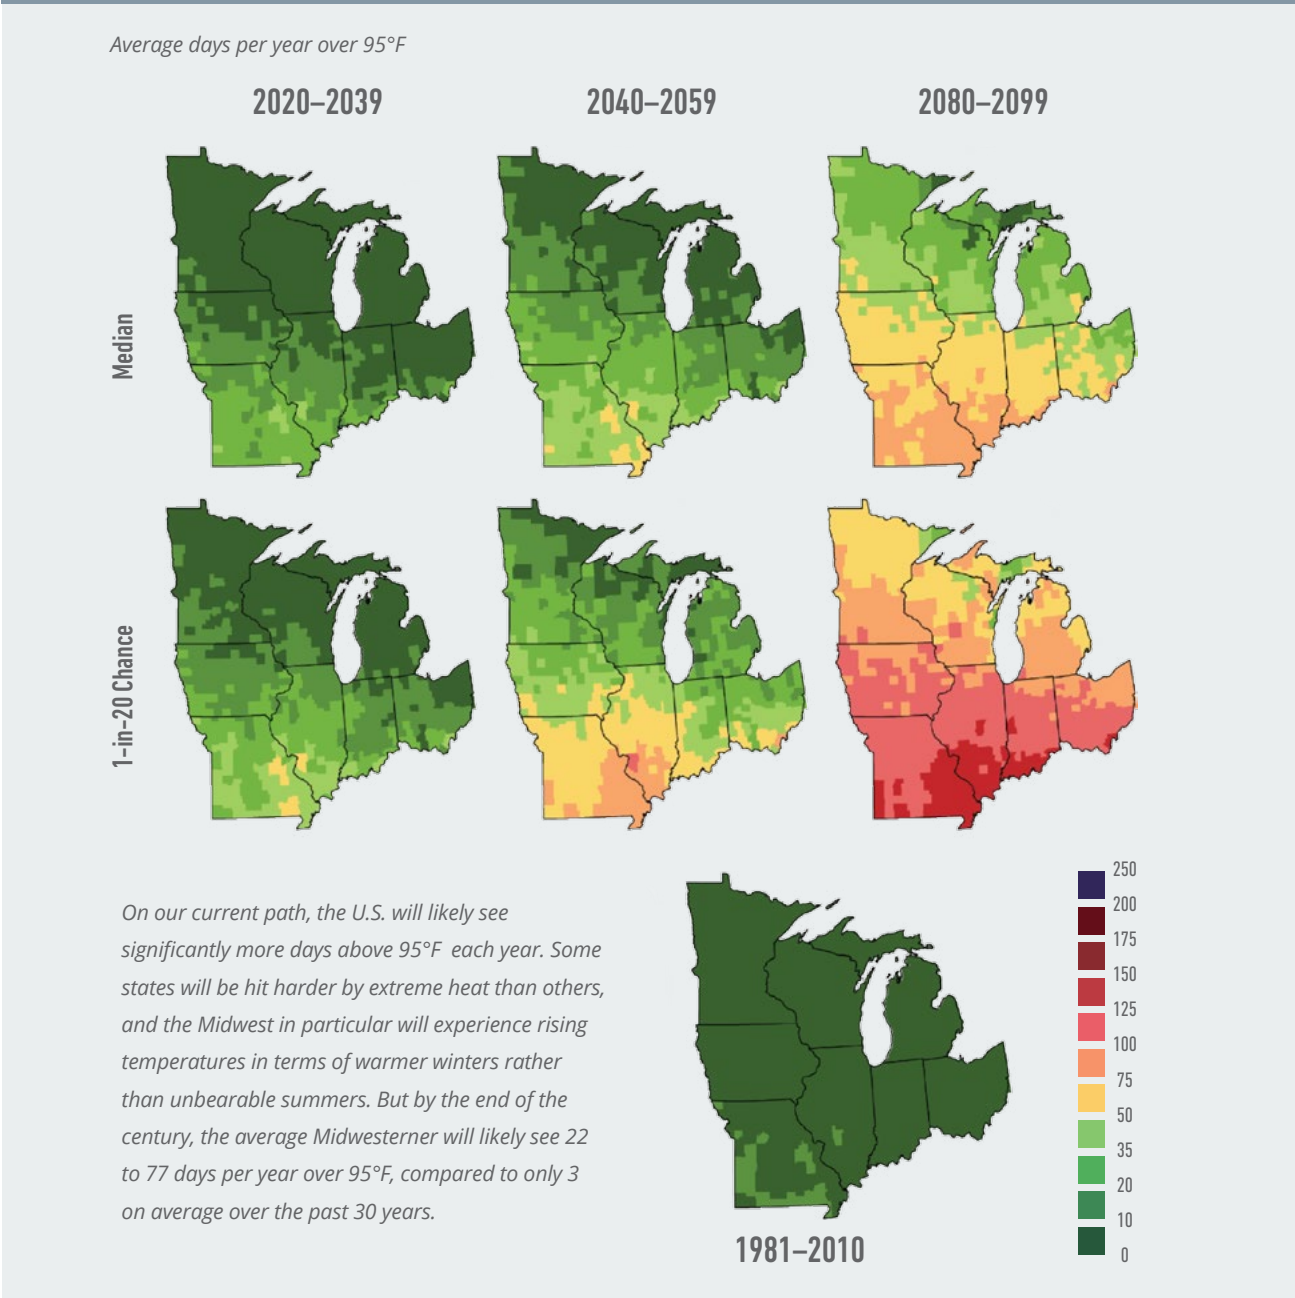 Average days per year over 95°F
2020–2039
2040–2059
2080–2099
Median
1-in-20 Chance
On our current path, the U.S. will likely see
significantly more days above 95°F each year. Some
states will be hit harder by extreme heat than others,
and the Midwest in particular will experience rising
temperatures in terms of warmer winters rather
than unbearable summers. But by the end of the
century, the average Midwesterner will likely see 22
to 77 days per year over 95°F, compared to only 3
on average over the past 30 years.
1981–2010
250
200
175
150
125
100
75
50
35
20
10
0